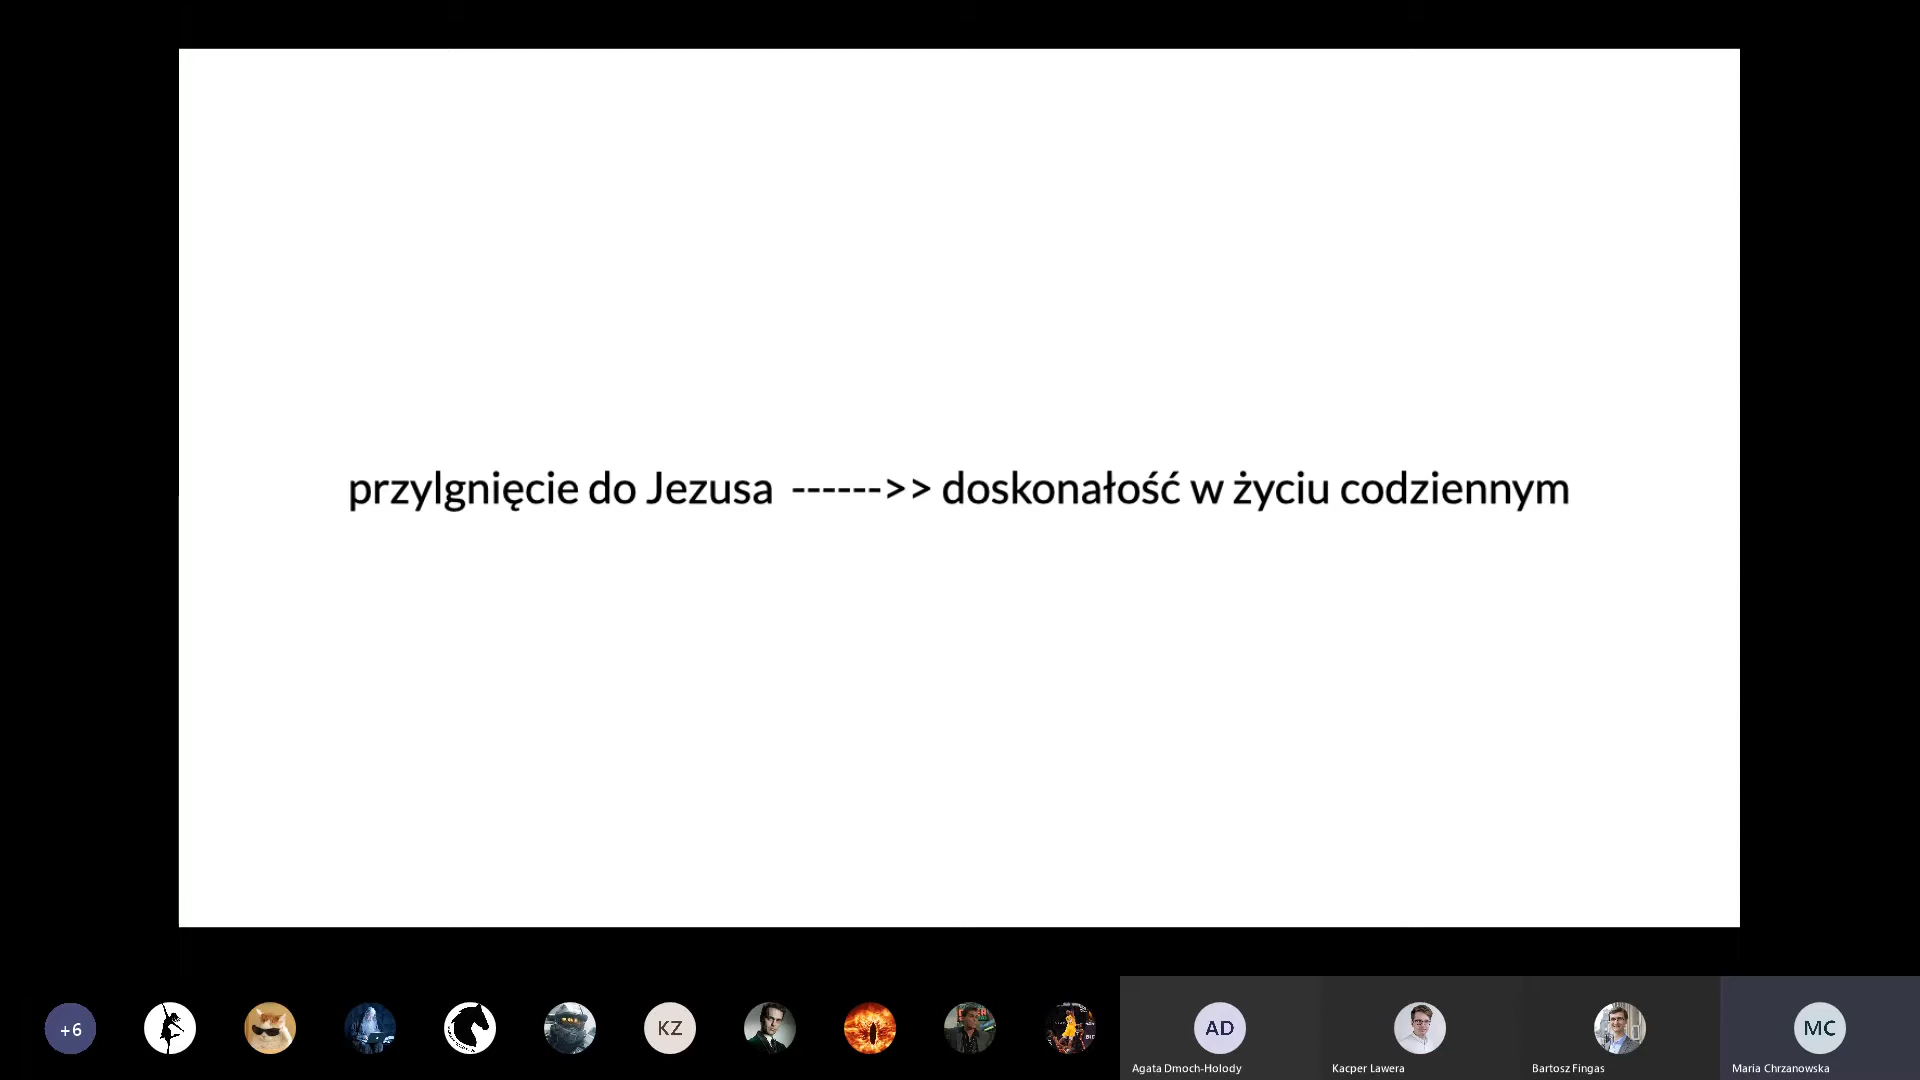 przylgnięcie do Jezusa ------>> doskonałość w życiu codziennym
+6
KZ
AD
MC
Agata Dmoch-Holody
Kacper Lawera
Bartosz Fingas
Maria Chrzanowska